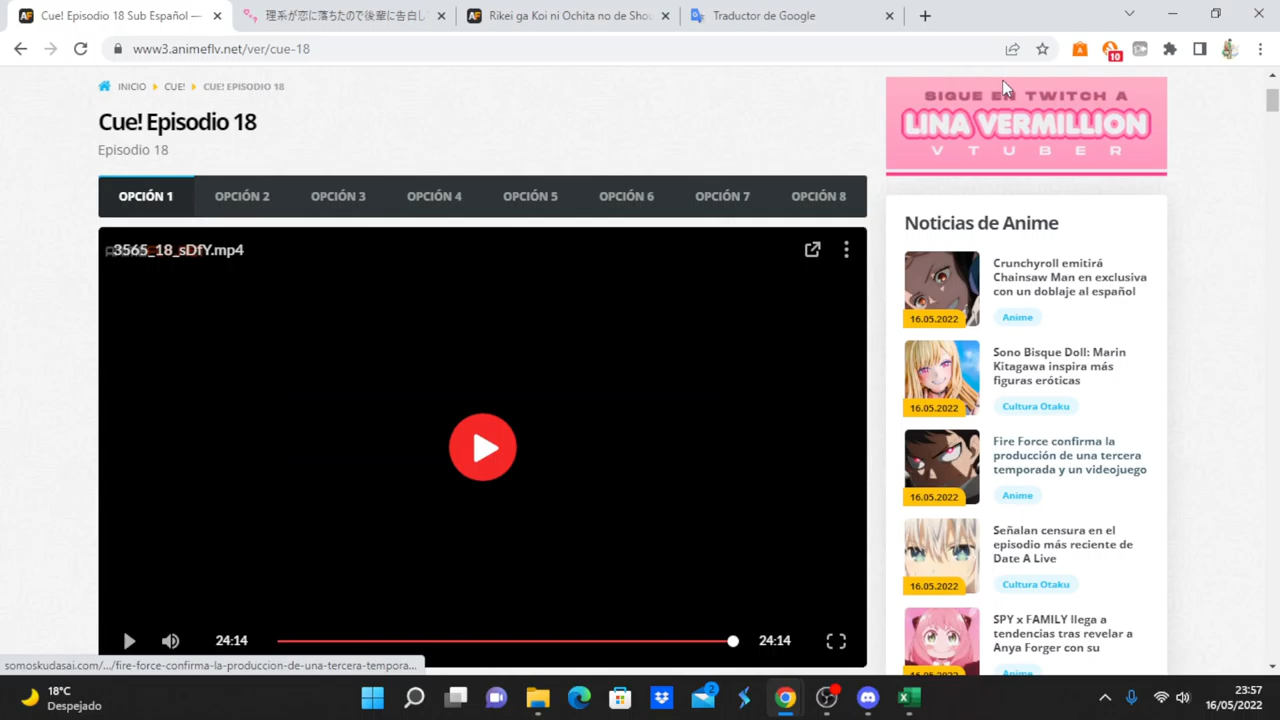 Cue! Episodio 18 Sub Español —
理系が恋に落ちたので後輩に告白し
Rikei ga Koi ni Ochita no de Shou
Traductor de Google
www3.animeflv.net/ver/cue-18
10
INICIO
CUE!
CUE! EPISODIO 18
Cue! Episodio 18
Episodio 18
OPCIÓN 1
OPCIÓN 2
OPCIÓN 3
OPCIÓN 4
OPCIÓN 5
OPCIÓN 6
OPCIÓN 7
OPCIÓN 8
3565_18_sDfY.mp4
24:14
24:14
SIGUE EN TWITCH A
LINA VERMILLION
VTUBER
Noticias de Anime
Crunchyroll emitirá
Chainsaw Man en exclusiva
con un doblaje al español
16.05.2022
Anime
Sono Bisque Doll: Marin
Kitagawa inspira más
figuras eróticas
16.05.2022
Cultura Otaku
Fire Force confirma la
producción de una tercera
temporada y un videojuego
16.05.2022
Anime
Señalan censura en el
episodio más reciente de
Date A Live
16.05.2022
Cultura Otaku
SPY x FAMILY llega a
tendencias tras revelar a
Anya Forger con su
16.05.2022
Anime
somoskudasai.com/.../fire-force-confirma-la-produccion-de-una-tercera-tempora...
18°C
Despejado
2
23:57
16/05/2022